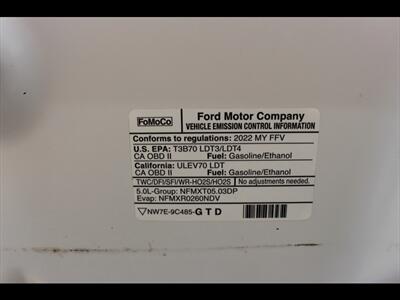 FoMoCo
Ford Motor Company
VEHICLE EMISSION CONTROL INFORMATION
Conforms to regulations: 2022 MY FFV
U.S. EPA: T3B70 LDT3/LDT4
CA OBD II Fuel: Gasoline/Ethanol
California: ULEV70 LDT
CA OBD II Fuel: Gasoline/Ethanol
TWC/DFI/SFI/WR-HO2S/HO2S No adjustments needed.
5.0L-Group: NFMXT05.03DP
Evap: NFMXR0260NDV
NW7E-9C485-GTD